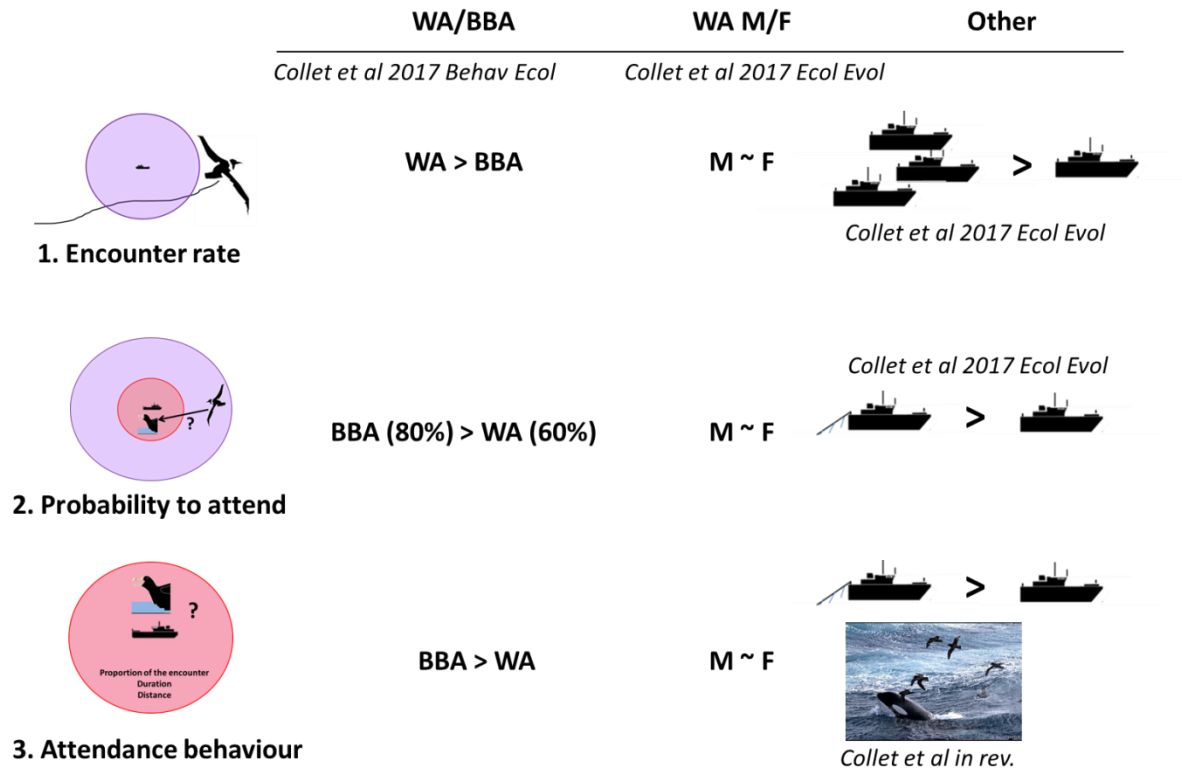 WA/BBA WA M/F Other
Collet et al 2017 Behav Ecol Collet et al 2017 Ecol Evol
WA > BBA M ~ F >
Collet et al 2017 Ecol Evol
1. Encounter rate
Collet et al 2017 Ecol Evol
?
BBA (80%) > WA (60%) M ~ F >
2. Probability to attend
>
?
Proportion of the encounter
Duration
Distance
BBA > WA M ~ F
3. Attendance behaviour
Collet et al in rev.